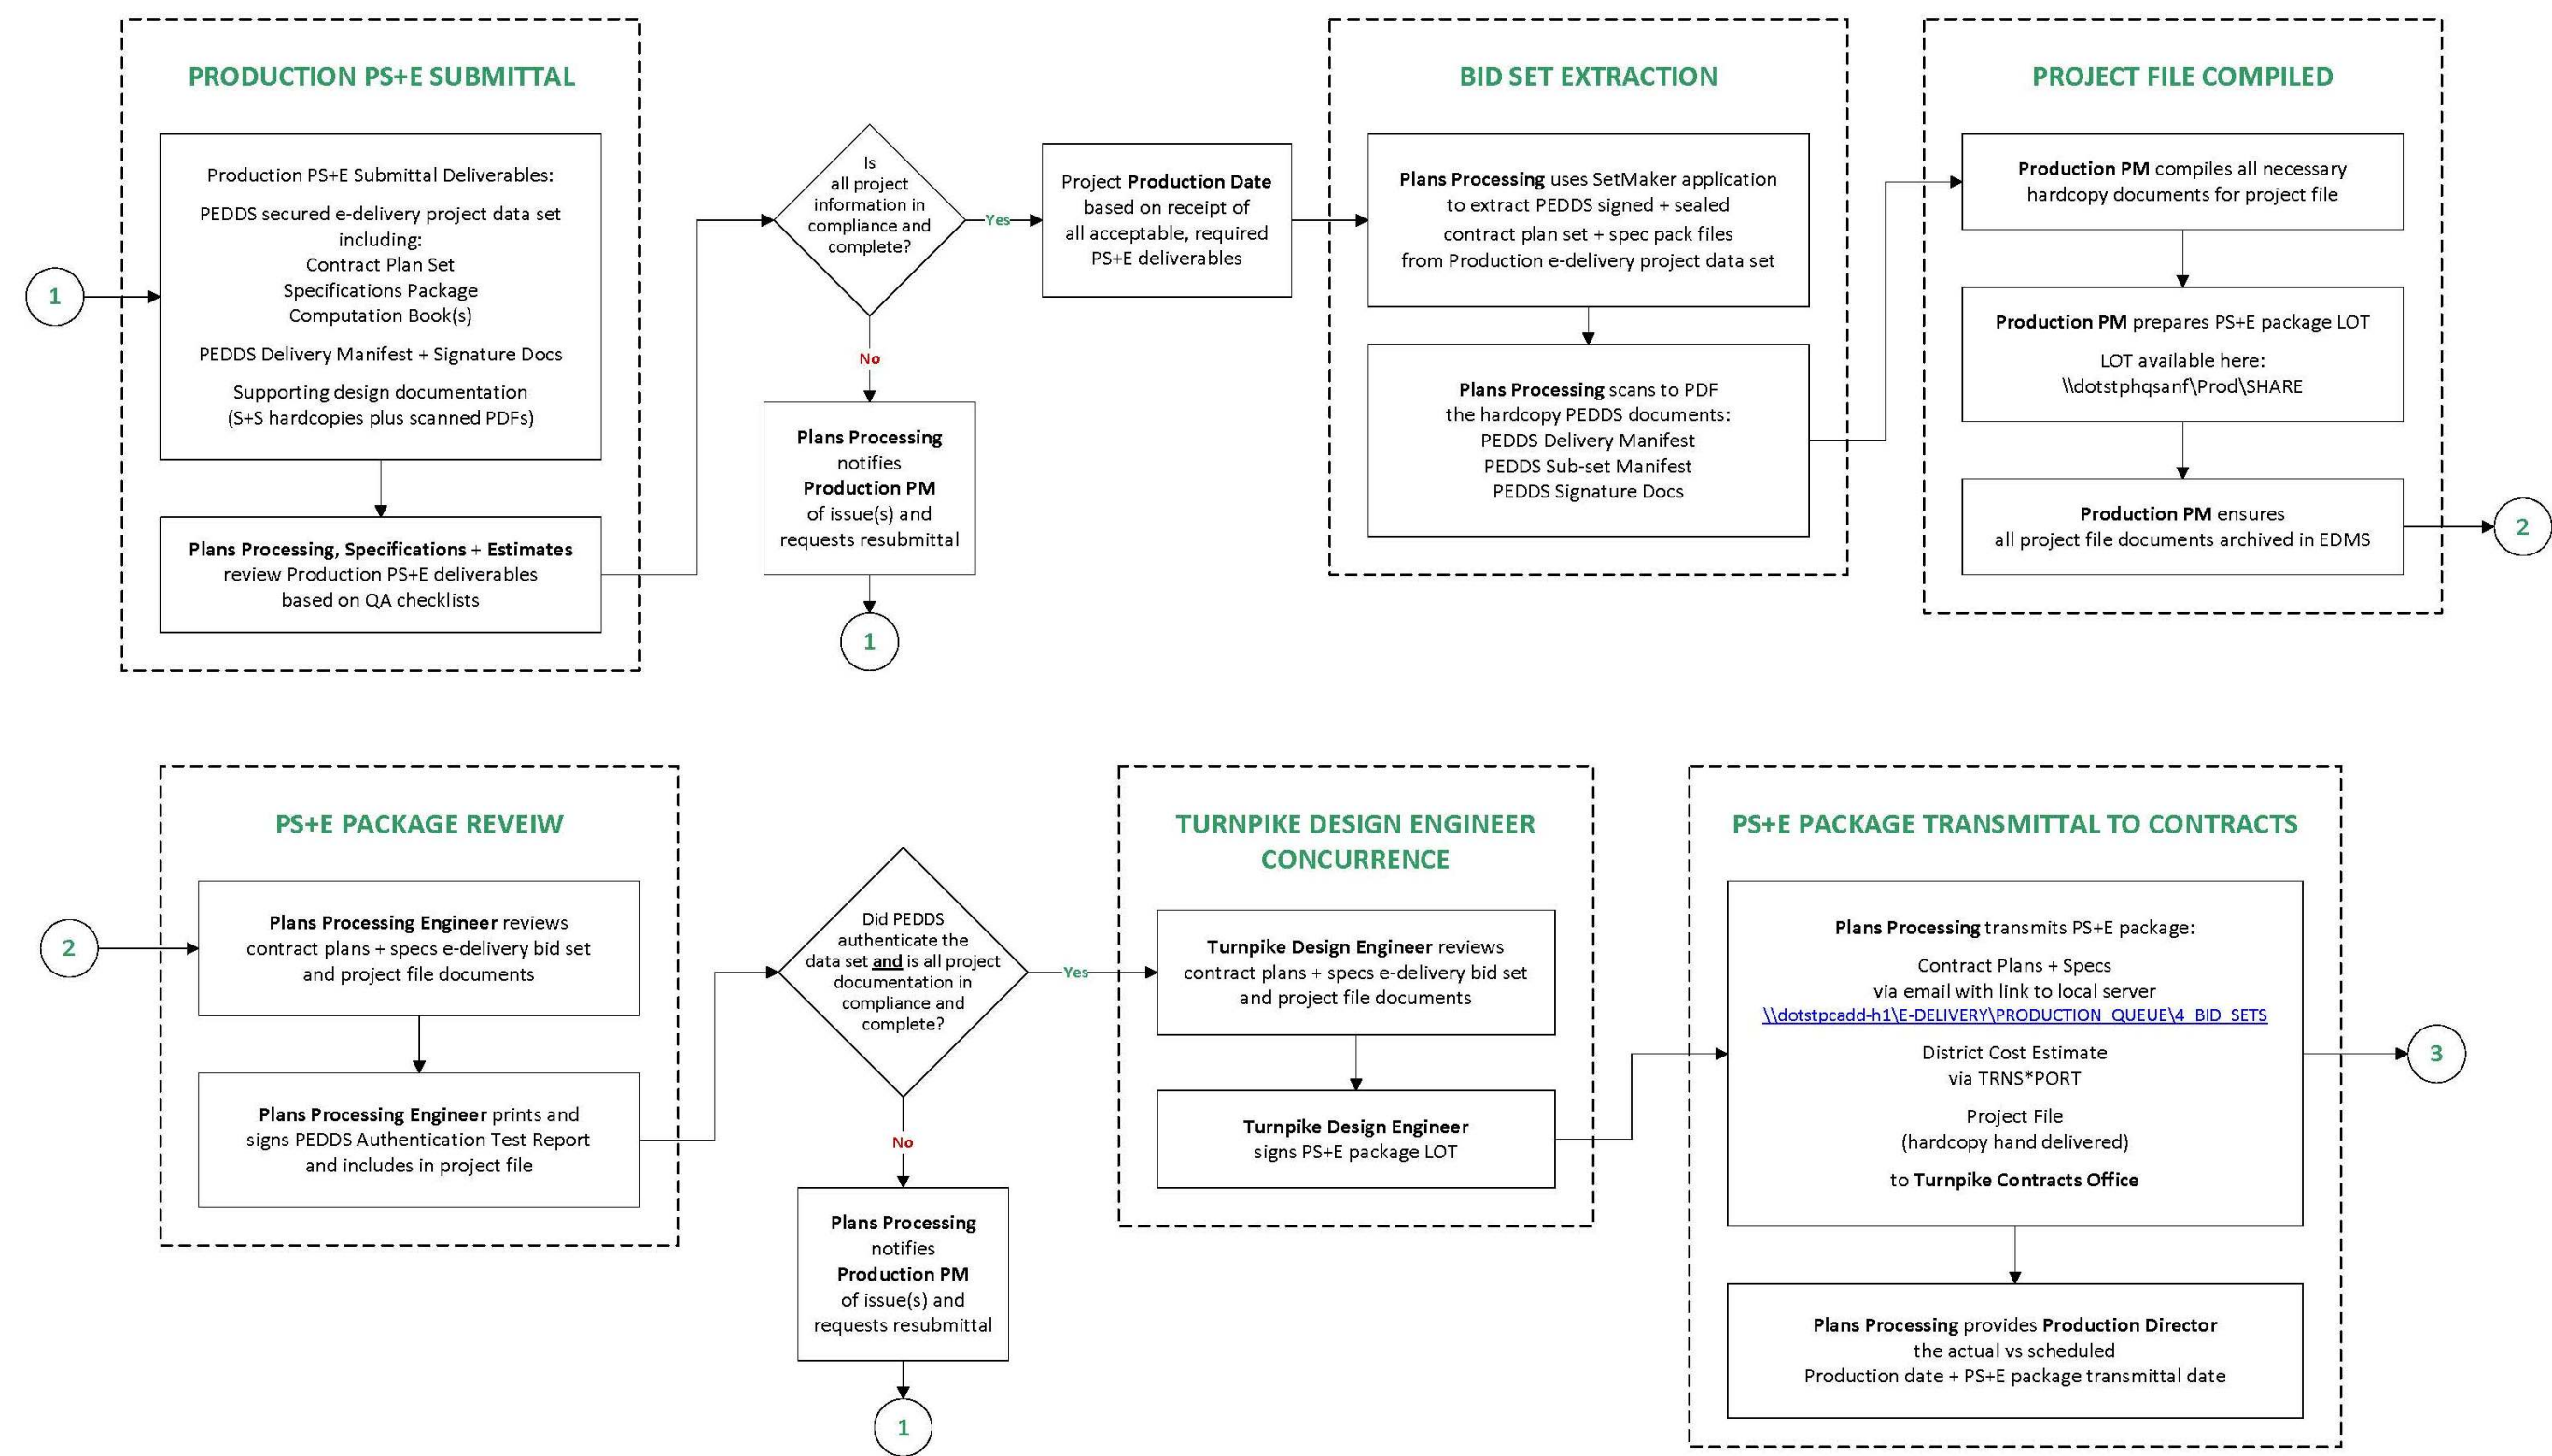 PRODUCTION PS+E SUBMITTAL
1
Production PS+E Submittal Deliverables:
PEDDS secured e-delivery project data set
including:
Contract Plan Set
Specifications Package
Computation Book(s)
PEDDS Delivery Manifest + Signature Docs
Supporting design documentation
(S+S hardcopies plus scanned PDFs)
Plans Processing, Specifications + Estimates
review Production PS+E deliverables
based on QA checklists
Is
all project
information in
compliance and
complete?
Yes
No
Plans Processing
notifies
Production PM
of issue(s) and
requests resubmittal
1
Project Production Date
based on receipt of
all acceptable, required
PS+E deliverables
BID SET EXTRACTION
Plans Processing uses SetMaker application
to extract PEDDS signed + sealed
contract plan set + spec pack files
from Production e-delivery project data set
Plans Processing scans to PDF
the hardcopy PEDDS documents:
PEDDS Delivery Manifest
PEDDS Sub-set Manifest
PEDDS Signature Docs
PROJECT FILE COMPILED
Production PM compiles all necessary
hardcopy documents for project file
Production PM prepares PS+E package LOT
LOT available here:
\\dotstphqsanf\Prod\SHARE
Production PM ensures
all project file documents archived in EDMS
2
PS+E PACKAGE REVEIW
2
Plans Processing Engineer reviews
contract plans + specs e-delivery bid set
and project file documents
Plans Processing Engineer prints and
signs PEDDS Authentication Test Report
and includes in project file
Did PEDDS
authenticate the
data set and is all project
documentation in
compliance and
complete?
Yes
No
Plans Processing
notifies
Production PM
of issue(s) and
requests resubmittal
1
TURNPIKE DESIGN ENGINEER
CONCURRENCE
Turnpike Design Engineer reviews
contract plans + specs e-delivery bid set
and project file documents
Turnpike Design Engineer
signs PS+E package LOT
PS+E PACKAGE TRANSMITTAL TO CONTRACTS
Plans Processing transmits PS+E package:
Contract Plans + Specs
via email with link to local server
\\dotstpcadd-h1\E-DELIVERY\PRODUCTION_QUEUE\4_BID_SETS
District Cost Estimate
via TRNS*PORT
Project File
(hardcopy hand delivered)
to Turnpike Contracts Office
3
Plans Processing provides Production Director
the actual vs scheduled
Production date + PS+E package transmittal date